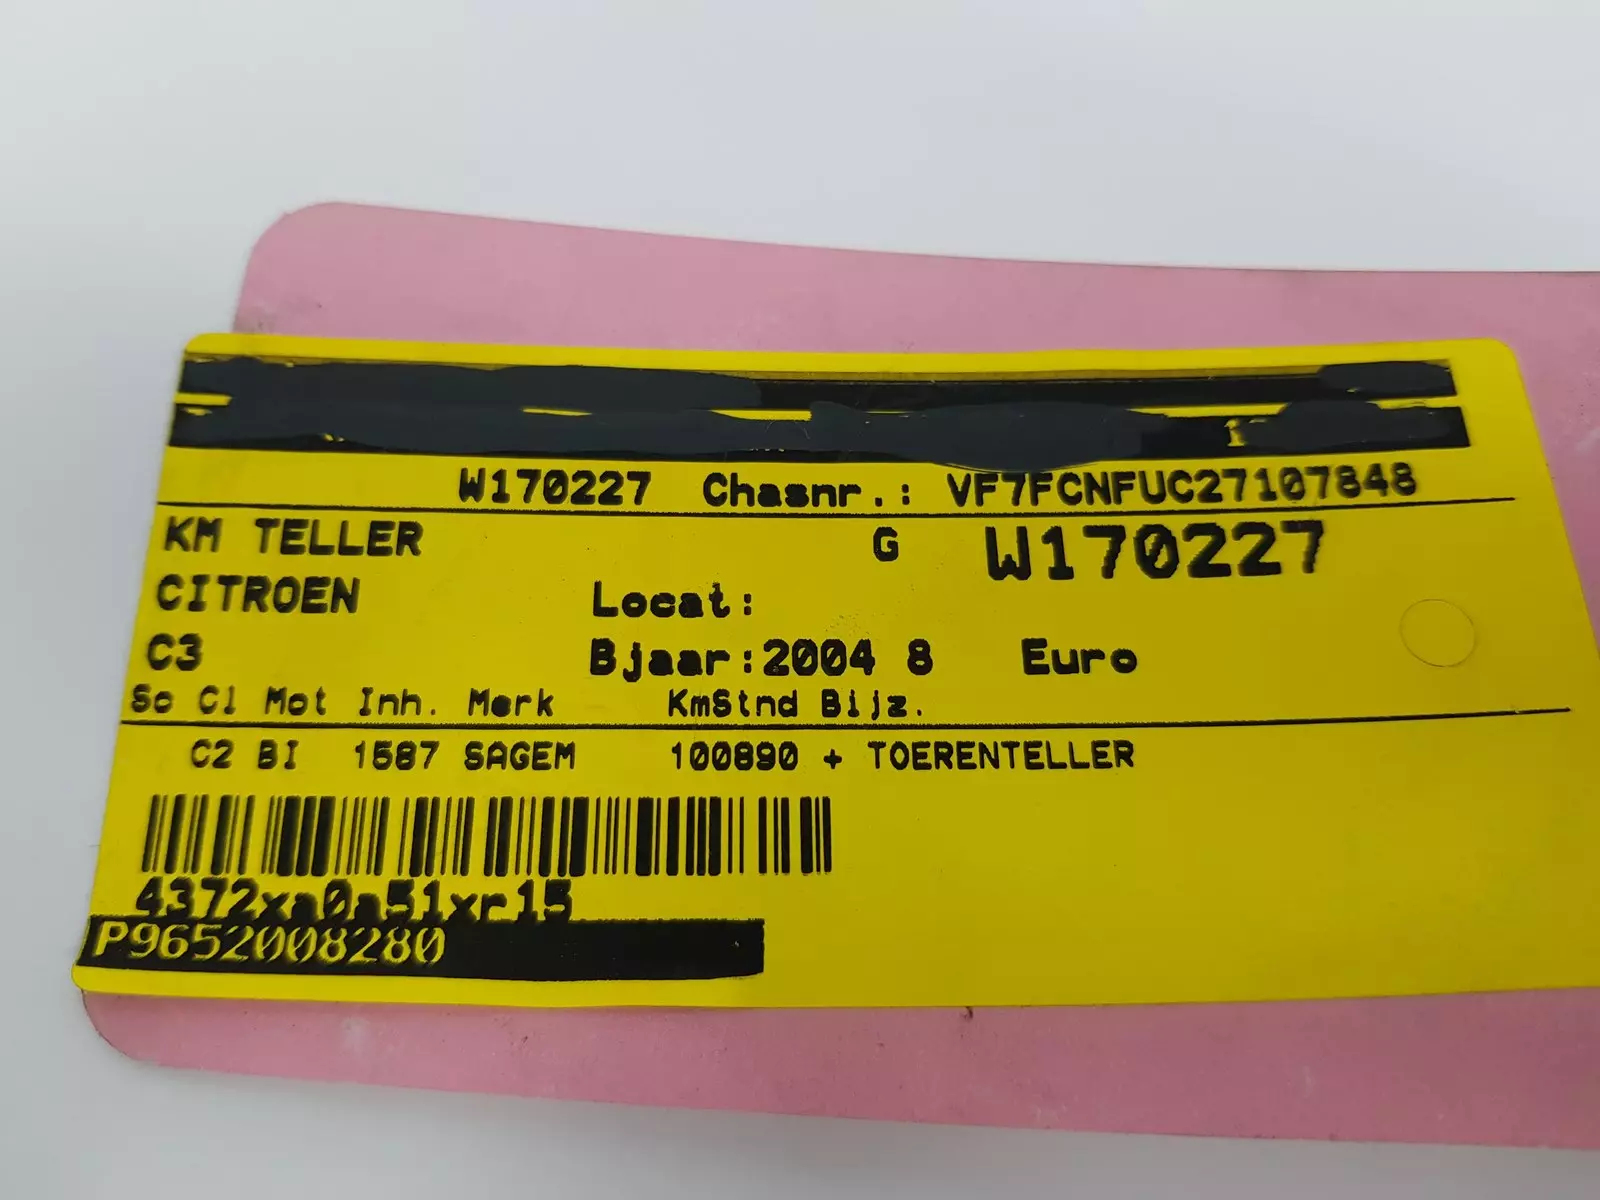 W170227 Chasnr.: VF7FCNFUC27107848
KM TELLER G W170227
CITROEN Locat:
C3 Bjaar:2004 8 Euro
So Cl Mot Inh. Merk KmStnd Bijz.
C2 BI 1587 SAGEM 100890 + TOERENTELLER
4372xa0a51xr15
P9652008280